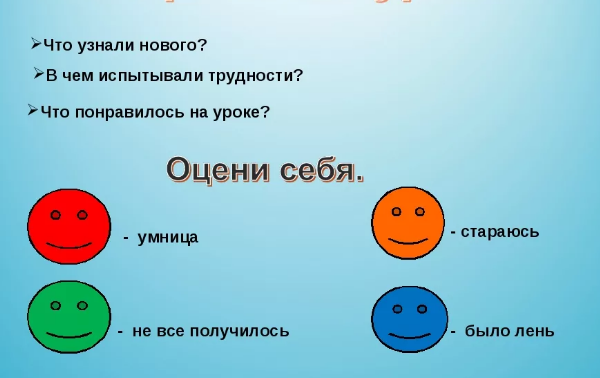 ➢Что узнали нового?
➢В чем испытывали трудности?
➢Что понравилось на уроке?
Оцени себя.
- умница
- стараюсь
- не все получилось
- было лень